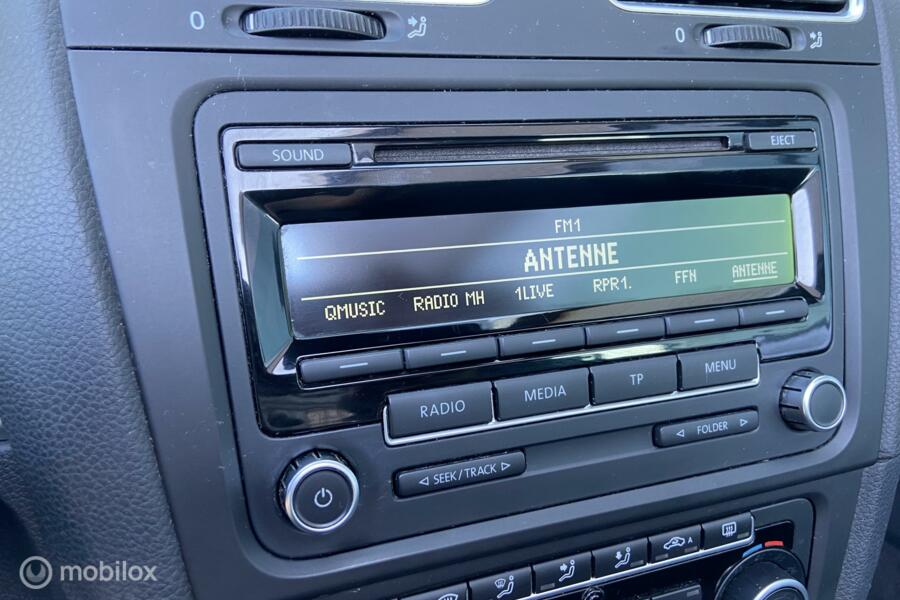 0 0
SOUND EJECT
FM1
ANTENNE
QMUSIC RADIO MH 1LIVE RPR1. FFN ANTENNE
RADIO MEDIA TP MENU
SEEK/TRACK FOLDER
A
mobilox